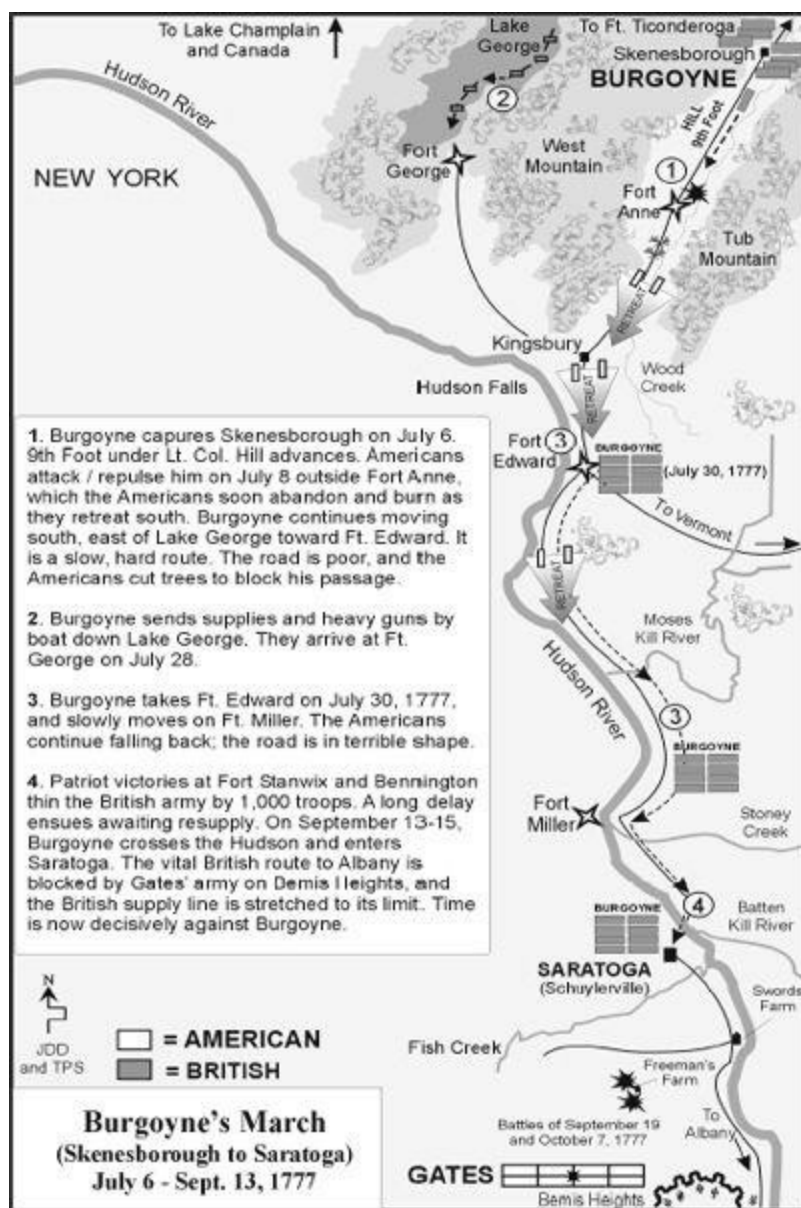 To Lake Champlain
and Canada
Lake
George
To Ft. Ticonderoga
Skenesborough
BURGOYNE
Hudson River
2
HILL
9th Foot
NEW YORK
Fort
George
West
Mountain
1
Fort
Anne
Tub
Mountain
RETREAT
Kingsbury
Wood
Creek
Hudson Falls
RETREAT
Fort
Edward
3
BURGOYNE
(July 30, 1777)
To Vermont
RETREAT
Moses
Kill River
Hudson River
3
BURGOYNE
Fort
Miller
Stoney
Creek
4
BURGOYNE
Batten
Kill River
SARATOGA
(Schuylerville)
Swords
Farm
Fish Creek
Freeman's
Farm
Battles of September 19
and October 7, 1777
To
Albany
GATES
Bemis Heights
1. Burgoyne capures Skenesborough on July 6.
9th Foot under Lt. Col. Hill advances. Americans
attack / repulse him on July 8 outside Fort Anne,
which the Americans soon abandon and burn as
they retreat south. Burgoyne continues moving
south, east of Lake George toward Ft. Edward. It
is a slow, hard route. The road is poor, and the
Americans cut trees to block his passage.
2. Burgoyne sends supplies and heavy guns by
boat down Lake George. They arrive at Ft.
George on July 28.
3. Burgoyne takes Ft. Edward on July 30, 1777,
and slowly moves on Ft. Miller. The Americans
continue falling back; the road is in terrible shape.
4. Patriot victories at Fort Stanwix and Bennington
thin the British army by 1,000 troops. A long delay
ensues awaiting resupply. On September 13-15,
Burgoyne crosses the Hudson and enters
Saratoga. The vital British route to Albany is
blocked by Gates' army on Bemis Heights, and
the British supply line is stretched to its limit. Time
is now decisively against Burgoyne.
N
JDD
and TPS
= AMERICAN
= BRITISH
Burgoyne's March
(Skenesborough to Saratoga)
July 6 - Sept. 13, 1777